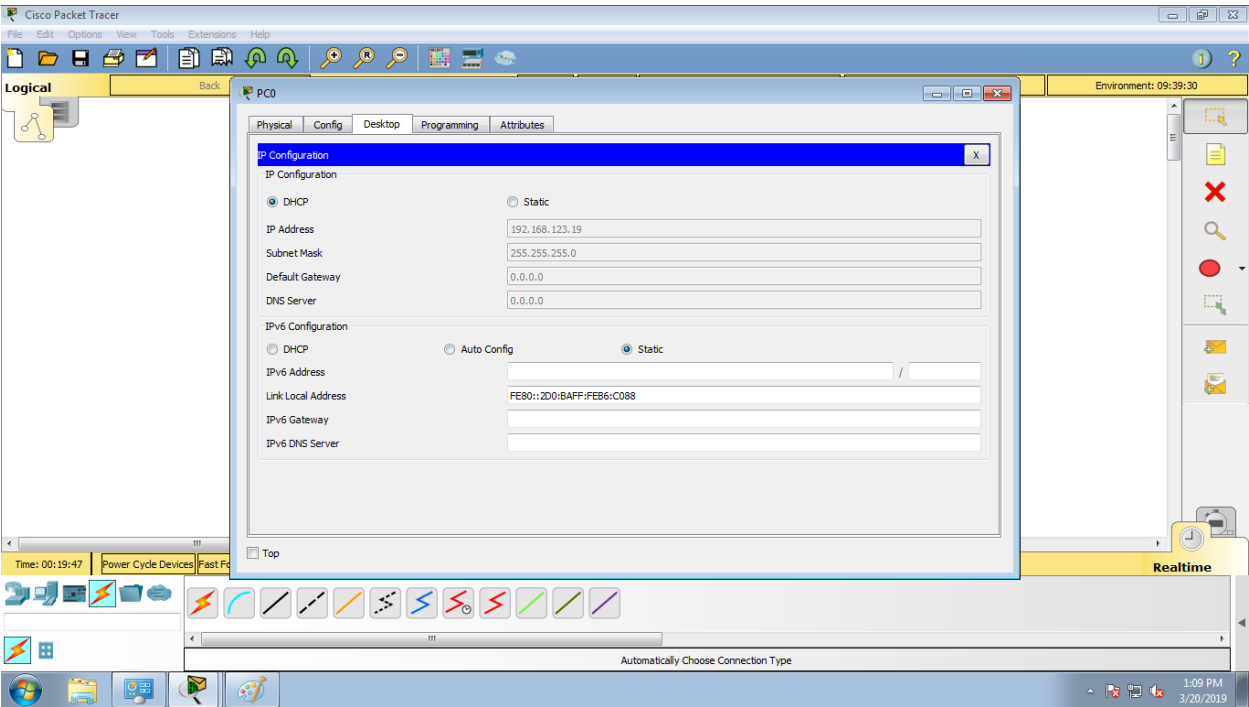 Cisco Packet Tracer
File Edit Options View Tools Extensions Help
Logical
Back
Environment: 09:39:30
PC0
Physical Config Desktop Programming Attributes
IP Configuration
X
IP Configuration
DHCP Static
IP Address 192.168.123.19
Subnet Mask 255.255.255.0
Default Gateway 0.0.0.0
DNS Server 0.0.0.0
IPv6 Configuration
DHCP Auto Config Static
IPv6 Address /
Link Local Address FE80::2D0:BAFF:FEB6:C088
IPv6 Gateway
IPv6 DNS Server
Top
Time: 00:19:47 Power Cycle Devices Fast Fo
Realtime
Automatically Choose Connection Type
1:09 PM
3/20/2019